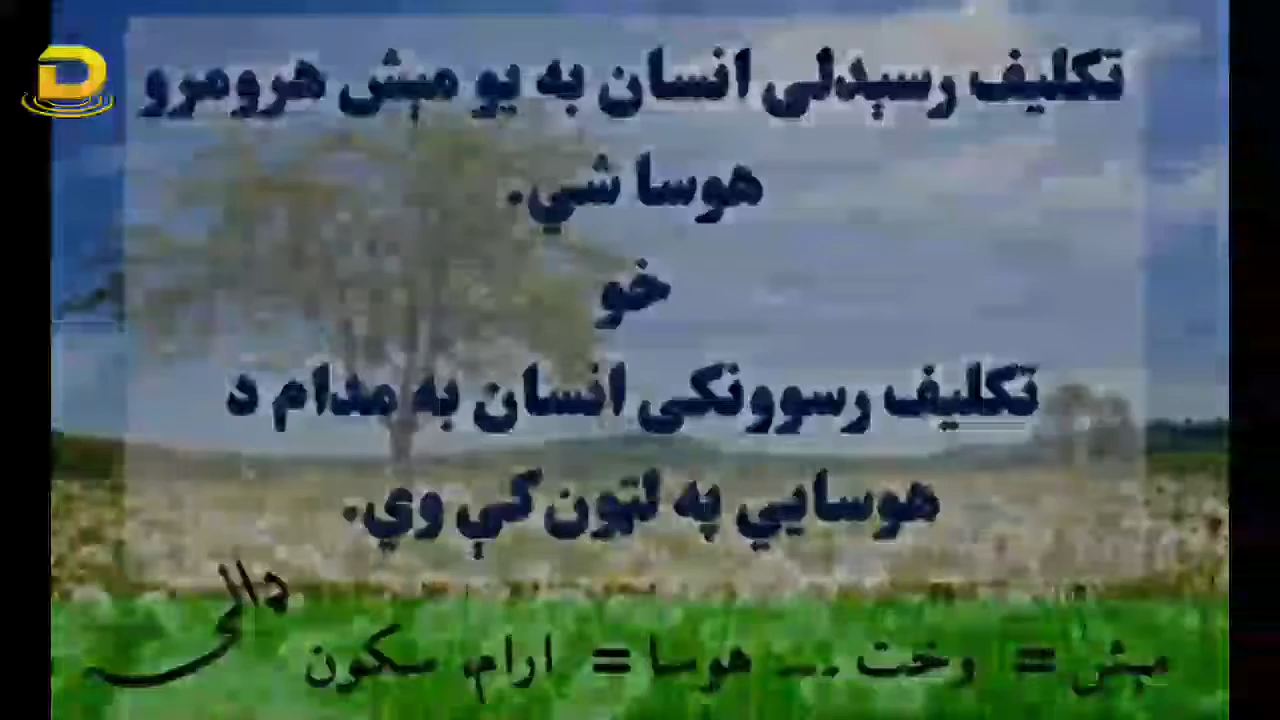 D
تکلیف رسېدلی انسان به یو مېش هرومرو
هوسا شي.
خو
تکلیف رسوونکی انسان به مدام د
هوسایي په لټون کې وي.
ډالۍ
مېش = وخت ــ هوسا = ارام، سکون